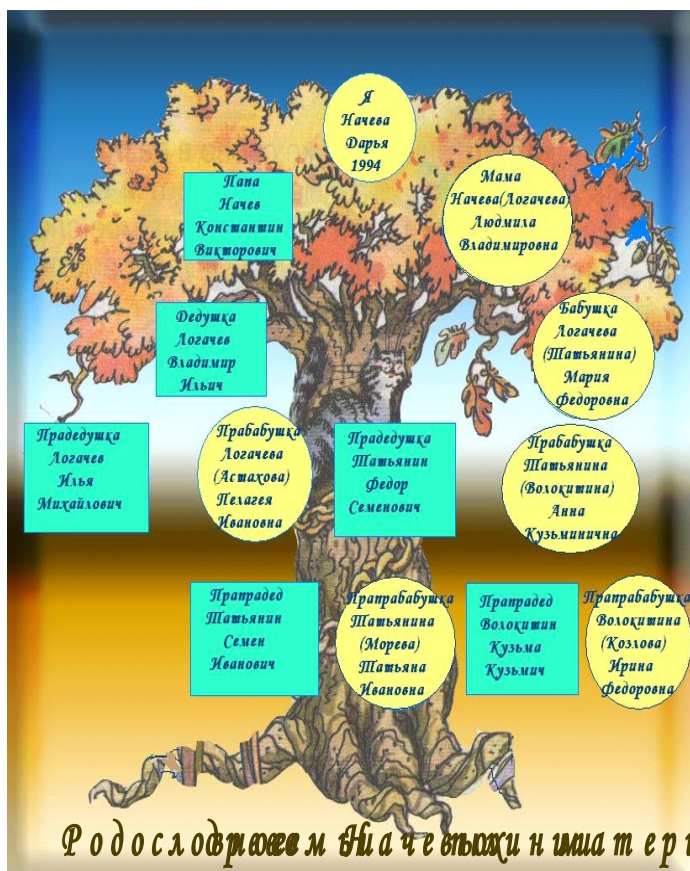 Я
Начева
Дарья
1994
Папа
Начев
Константин
Викторович
Мама
Начева(Логачева)
Людмила
Владимировна
Дедушка
Логачев
Владимир
Ильич
Бабушка
Логачева
(Татьянина)
Мария
Федоровна
Прадедушка
Логачев
Илья
Михайлович
Прабабушка
Логачева
(Астахова)
Пелагея
Ивановна
Прадедушка
Татьянин
Федор
Семенович
Прабабушка
Татьянина
(Волокитина)
Анна
Кузьминична
Прапрадед
Татьянин
Семен
Иванович
Прапрабабушка
Татьянина
(Морева)
Татьяна
Ивановна
Прапрадед
Волокитин
Кузьма
Кузьмич
Прапрабабушка
Волокитина
(Козлова)
Ирина
Федоровна